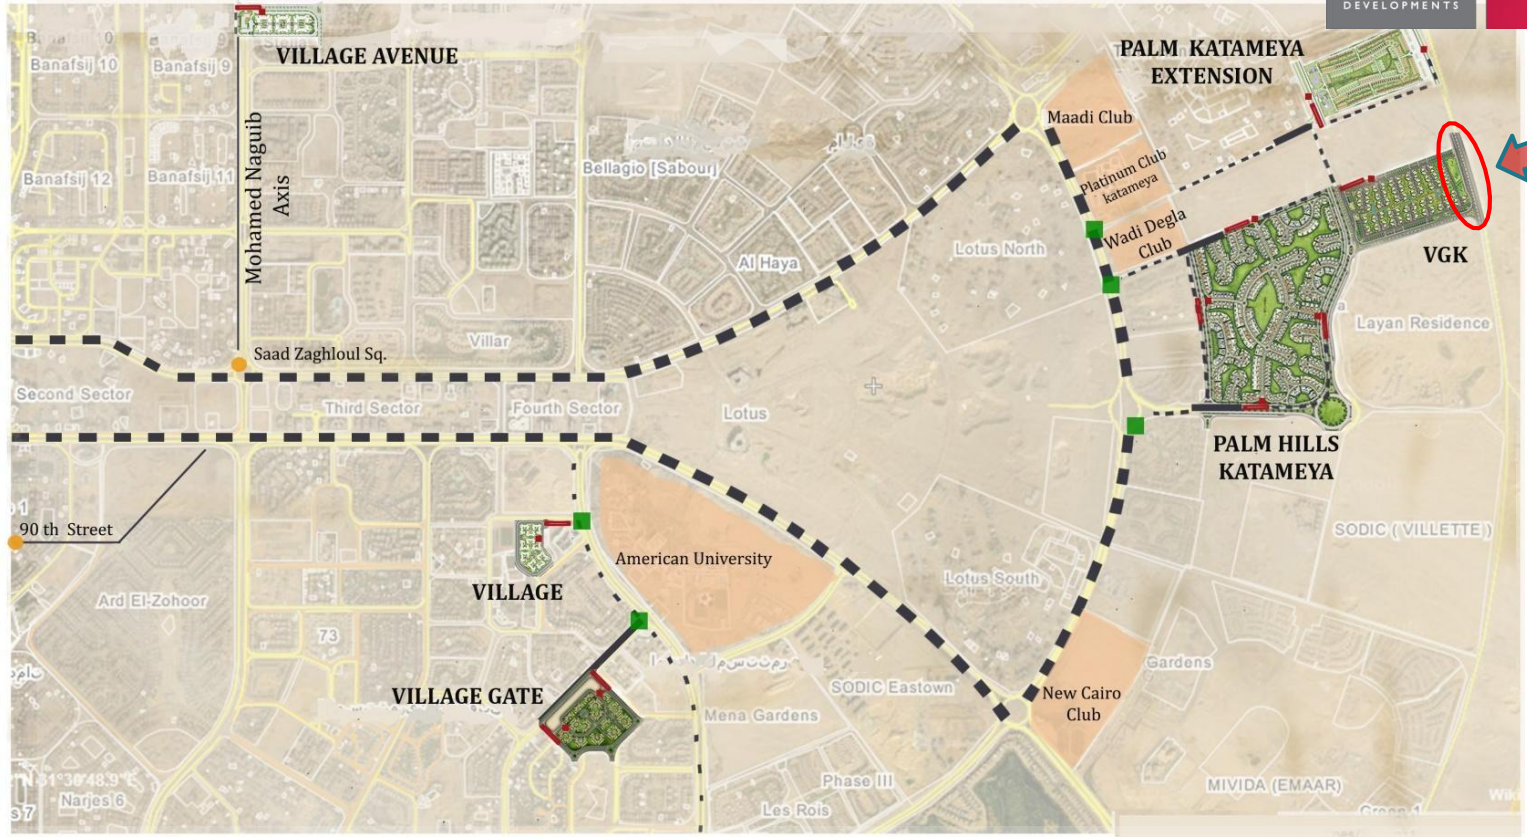 DEVELOPMENTS
VILLAGE AVENUE
PALM KATAMEYA
EXTENSION
Banafsij 10
Banafsij 9
Maadi Club
Mohamed Naguib
Axis
Bellagio [Sabour]
Banafsij 12
Banafsij 11
Platinum Club
katameya
Wadi Degla
Club
Lotus North
VGK
Al Haya
Layan Residence
Villar
Saad Zaghloul Sq.
Second Sector
Third Sector
Fourth Sector
Lotus
PALM HILLS
KATAMEYA
90 th Street
SODIC ( VILLETTE )
American University
Lotus South
VILLAGE
Ard El-Zohoor
73
Gardens
VILLAGE GATE
SODIC Eastown
New Cairo
Club
Mena Gardens
Phase III
MIVIDA (EMAAR)
Narjes 6
Les Rois
Wiki
s 7